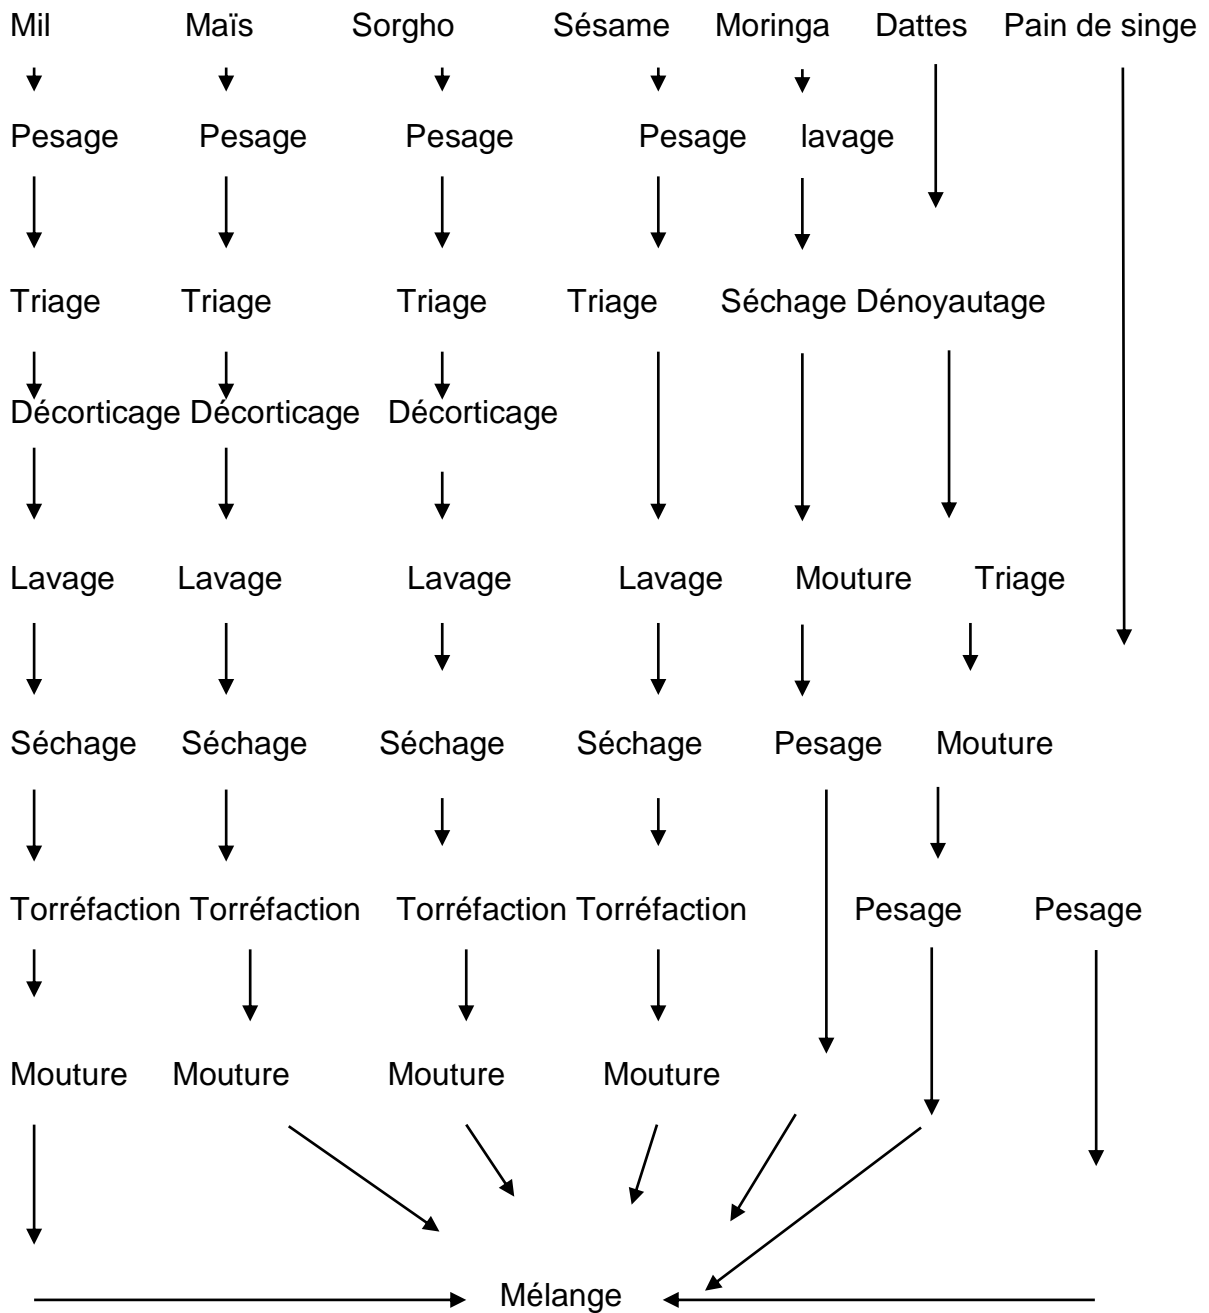 Mil Maïs Sorgho Sésame Moringa Dattes Pain de singe
Pesage Pesage Pesage Pesage lavage
Triage Triage Triage Triage Séchage Dénoyautage
Décorticage Décorticage Décorticage
Lavage Lavage Lavage Lavage Mouture Triage
Séchage Séchage Séchage Séchage Pesage Mouture
Torréfaction Torréfaction Torréfaction Torréfaction Pesage Pesage
Mouture Mouture Mouture Mouture
Mélange